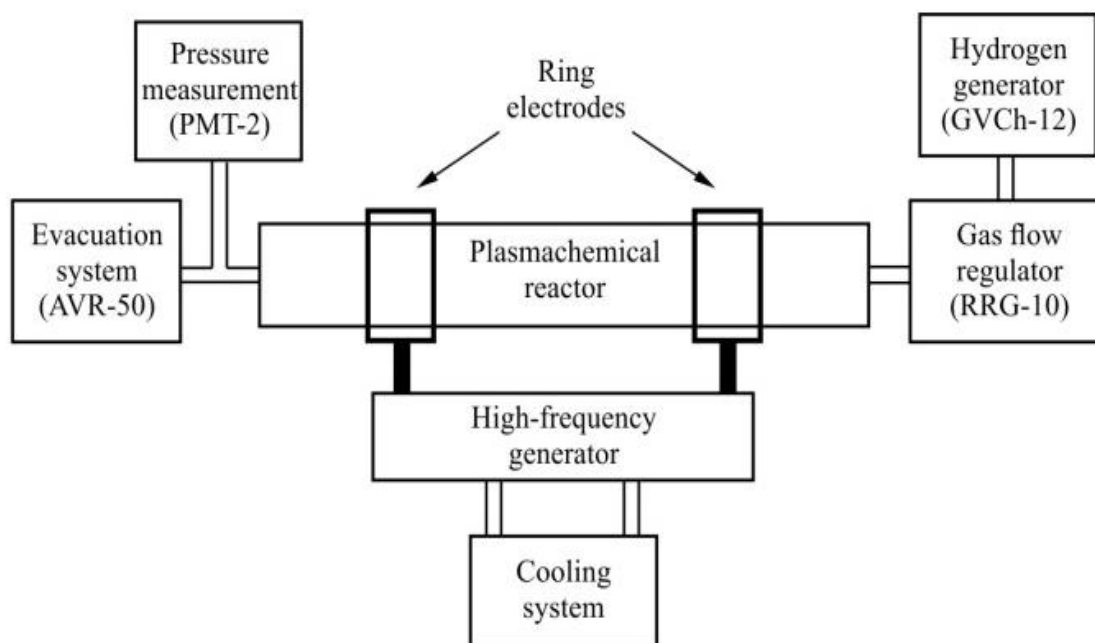 Pressure
measurement
(PMT-2)
Ring
electrodes
Hydrogen
generator
(GVCh-12)
Evacuation
system
(AVR-50)
Plasmachemical
reactor
Gas flow
regulator
(RRG-10)
High-frequency
generator
Cooling
system